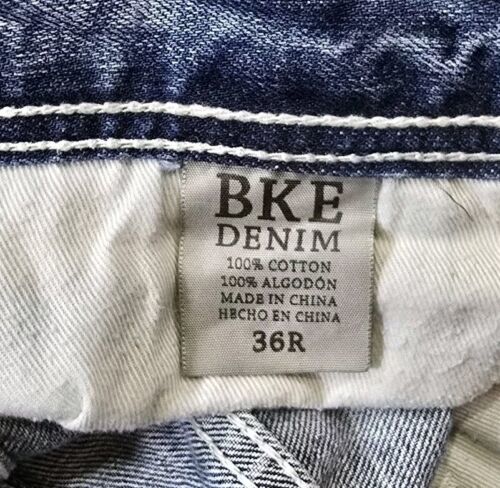 BKE
DENIM
100% COTTON
100% ALGODÓN
MADE IN CHINA
HECHO EN CHINA
36R